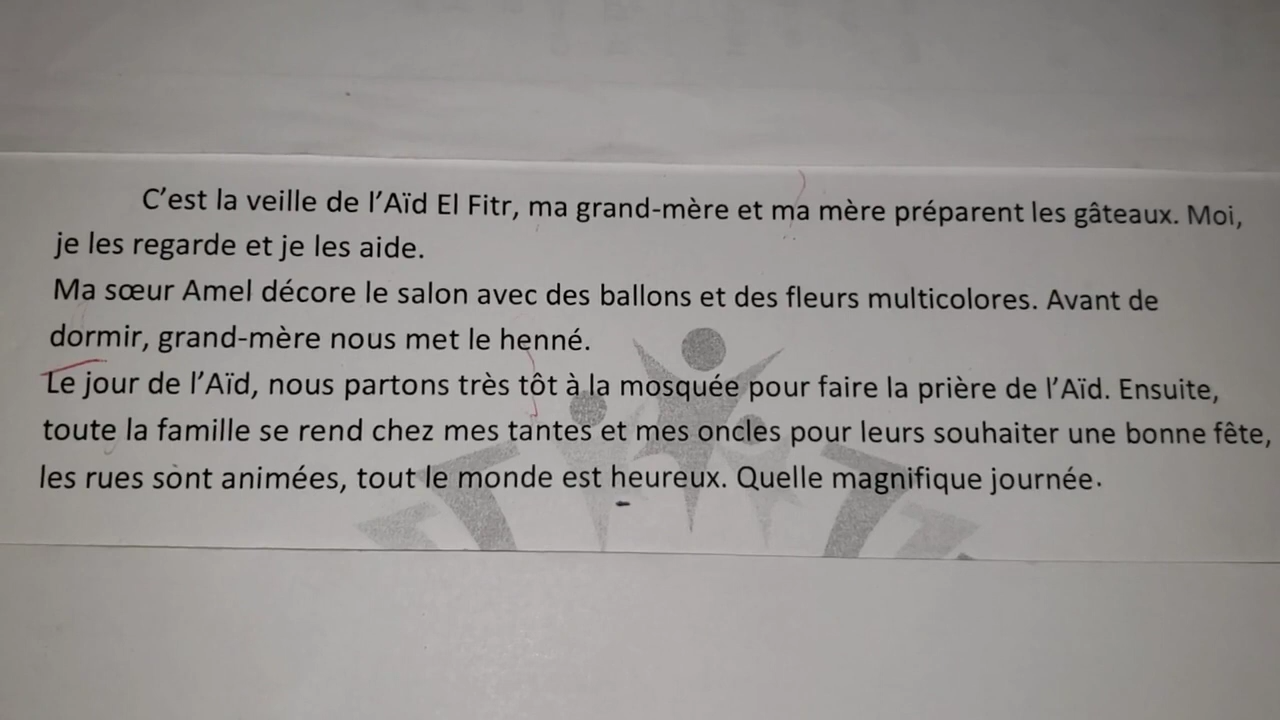 C’est la veille de l’Aïd El Fitr, ma grand-mère et ma mère préparent les gâteaux. Moi,
je les regarde et je les aide.
Ma sœur Amel décore le salon avec des ballons et des fleurs multicolores. Avant de
dormir, grand-mère nous met le henné.
Le jour de l’Aïd, nous partons très tôt à la mosquée pour faire la prière de l’Aïd. Ensuite,
toute la famille se rend chez mes tantes et mes oncles pour leurs souhaiter une bonne fête,
les rues sont animées, tout le monde est heureux. Quelle magnifique journée.